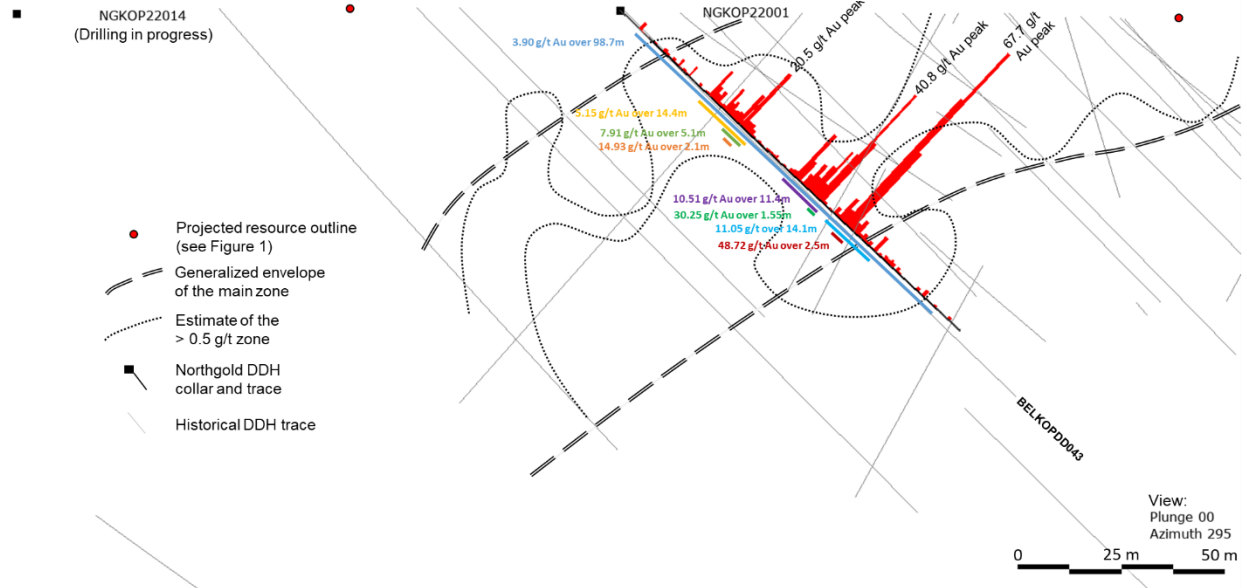 NGKOP22014
(Drilling in progress)
NGKOP22001
3.90 g/t Au over 98.7m
20.5 g/t Au peak
40.8 g/t Au peak
67.7 g/t
Au peak
5.15 g/t Au over 14.4m
7.91 g/t Au over 5.1m
14.93 g/t Au over 2.1m
10.51 g/t Au over 11.4m
30.25 g/t Au over 1.55m
11.05 g/t over 14.1m
48.72 g/t Au over 2.5m
Projected resource outline
(see Figure 1)
Generalized envelope
of the main zone
Estimate of the
> 0.5 g/t zone
Northgold DDH
collar and trace
Historical DDH trace
BELKOPDD043
View:
Plunge 00
Azimuth 295
0 25 m 50 m